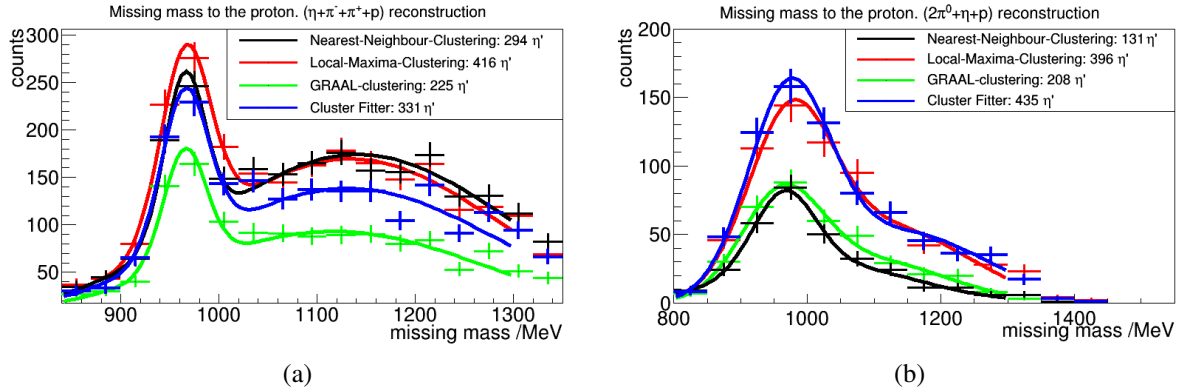 Missing mass to the proton. (η+π⁻+π⁺+p) reconstruction
counts
300
250
200
150
100
50
Nearest-Neighbour-Clustering: 294 η'
Local-Maxima-Clustering: 416 η'
GRAAL-clustering: 225 η'
Cluster Fitter: 331 η'
900 1000 1100 1200 1300
missing mass /MeV
(a)
Missing mass to the proton. (2π⁰+η+p) reconstruction
counts
200
150
100
50
0
Nearest-Neighbour-Clustering: 131 η'
Local-Maxima-Clustering: 396 η'
GRAAL-clustering: 208 η'
Cluster Fitter: 435 η'
800 1000 1200 1400
missing mass /MeV
(b)